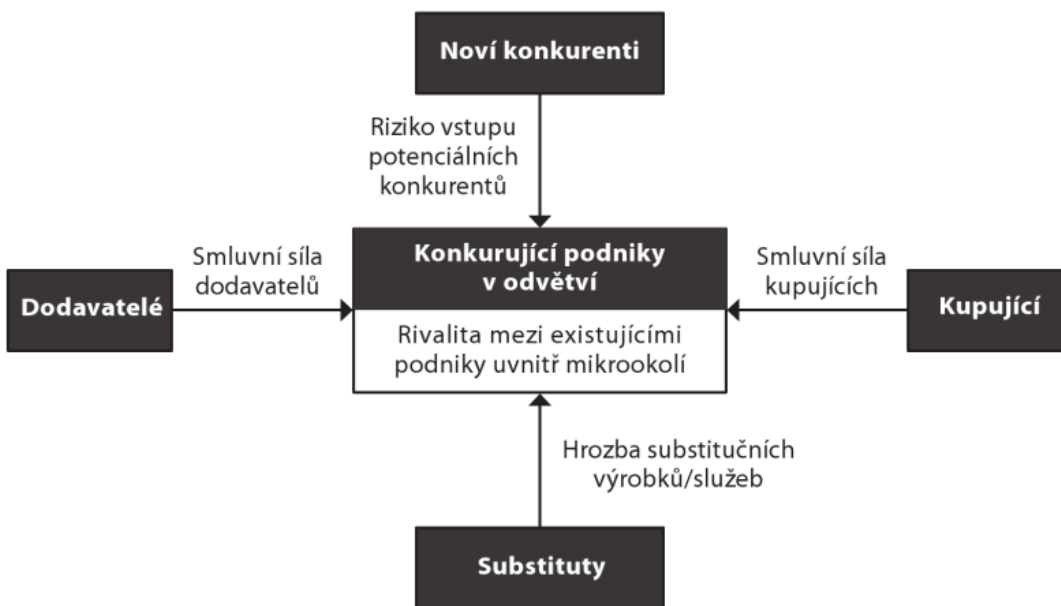 Noví konkurenti
Riziko vstupu
potenciálních
konkurentů
Konkurující podniky
v odvětví
Smluvní síla
dodavatelů
Smluvní síla
kupujících
Dodavatelé
Kupující
Rivalita mezi existujícími
podniky uvnitř mikrookolí
Hrozba substitučních
výrobků/služeb
Substituty